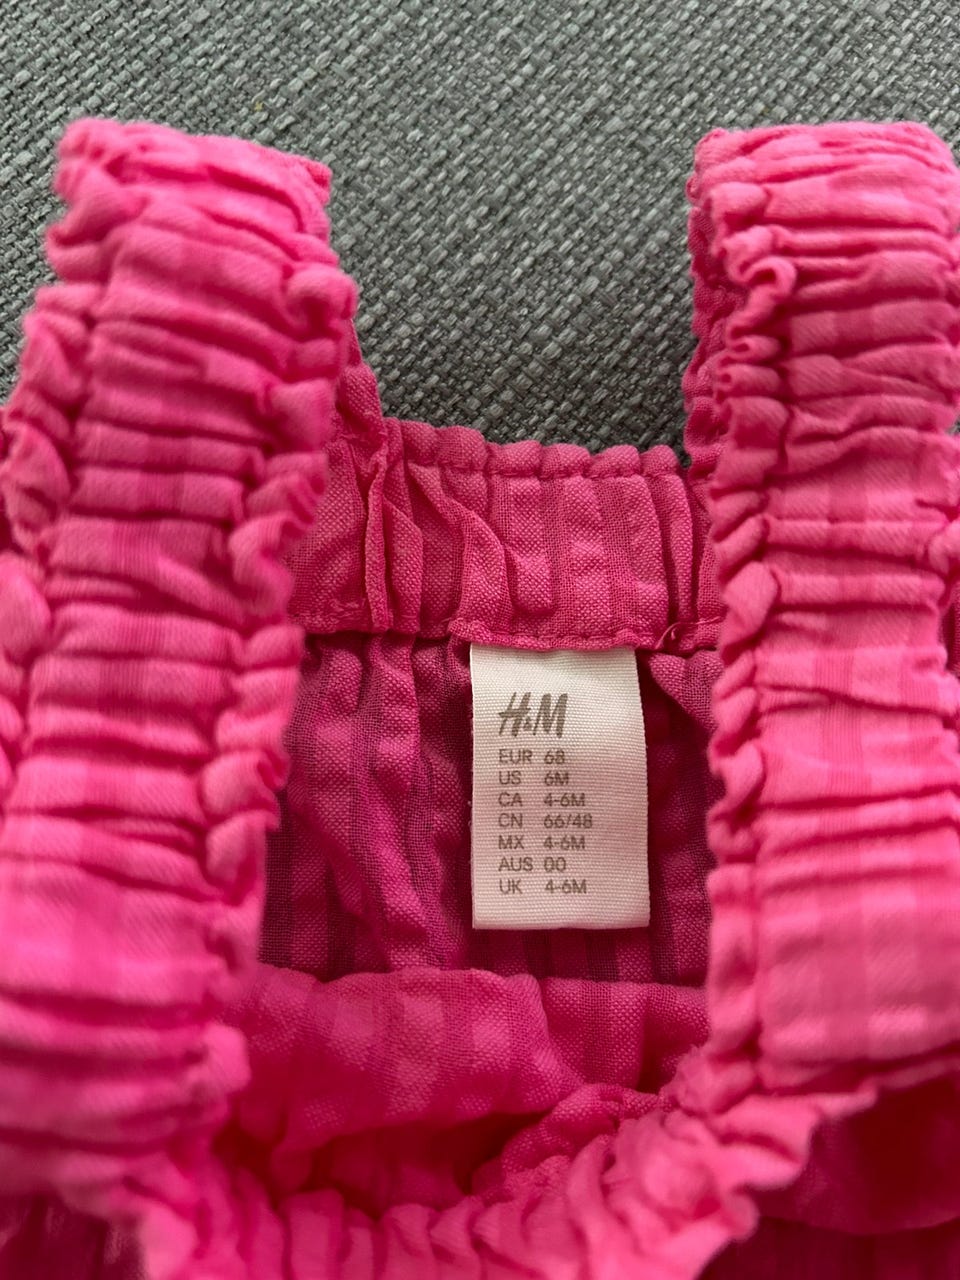 H&M
EUR 68
US 6M
CA 4-6M
CN 66/48
MX 4-6M
AUS 00
UK 4-6M